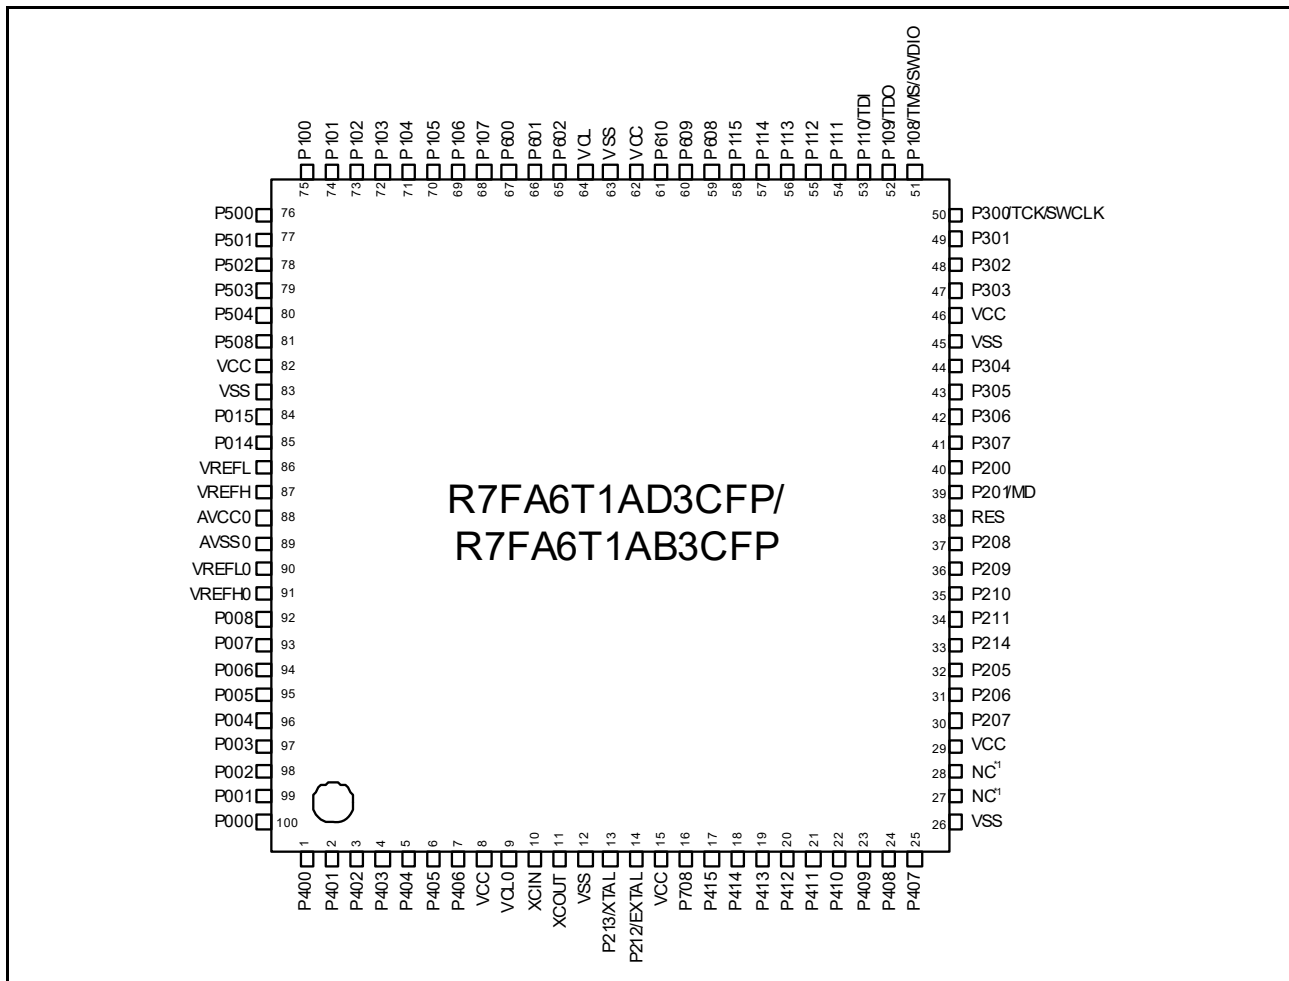 P100
P101
P102
P103
P104
P105
P106
P107
P600
P601
P602
VCL
VSS
VCC
P610
P609
P608
P115
P114
P113
P112
P111
P110/TDI
P109/TDO
P108/TMS/SWDIO
75
74
73
72
71
70
69
68
67
66
65
64
63
62
61
60
59
58
57
56
55
54
53
52
51
P500 76
P501 77
P502 78
P503 79
P504 80
P508 81
VCC 82
VSS 83
P015 84
P014 85
VREFL 86
VREFH 87
AVCC0 88
AVSS0 89
VREFL0 90
VREFH0 91
P008 92
P007 93
P006 94
P005 95
P004 96
P003 97
P002 98
P001 99
P000 100
R7FA6T1AD3CFP/
R7FA6T1AB3CFP
50 P300/TCK/SWCLK
49 P301
48 P302
47 P303
46 VCC
45 VSS
44 P304
43 P305
42 P306
41 P307
40 P200
39 P201/MD
38 RES
37 P208
36 P209
35 P210
34 P211
33 P214
32 P205
31 P206
30 P207
29 VCC
28 NC*1
27 NC*1
26 VSS
1
2
3
4
5
6
7
8
9
10
11
12
13
14
15
16
17
18
19
20
21
22
23
24
25
P400
P401
P402
P403
P404
P405
P406
VCC
VCL0
XCIN
XCOUT
VSS
P213/XTAL
P212/EXTAL
VCC
P708
P415
P414
P413
P412
P411
P410
P409
P408
P407